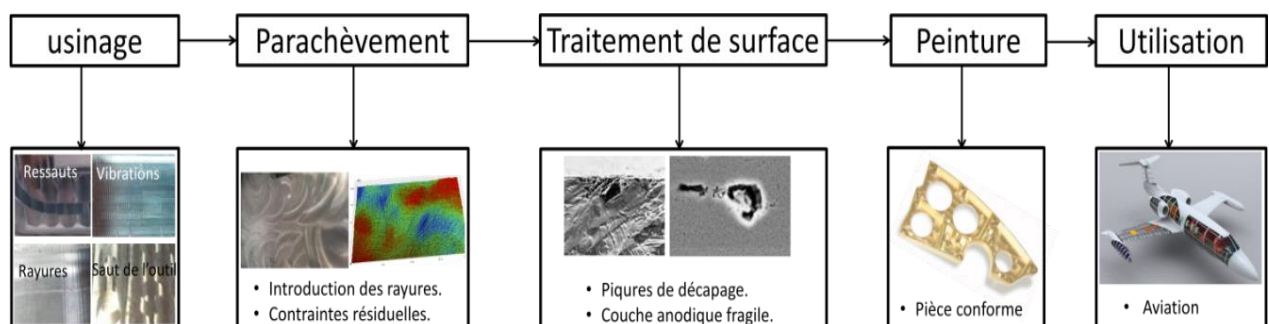 usinage
Parachèvement
Traitement de surface
Peinture
Utilisation
Ressauts
Vibrations
Rayures
Saut de l'outil
• Introduction des rayures.
• Contraintes résiduelles.
• Piqures de décapage.
• Couche anodique fragile.
• Pièce conforme
• Aviation